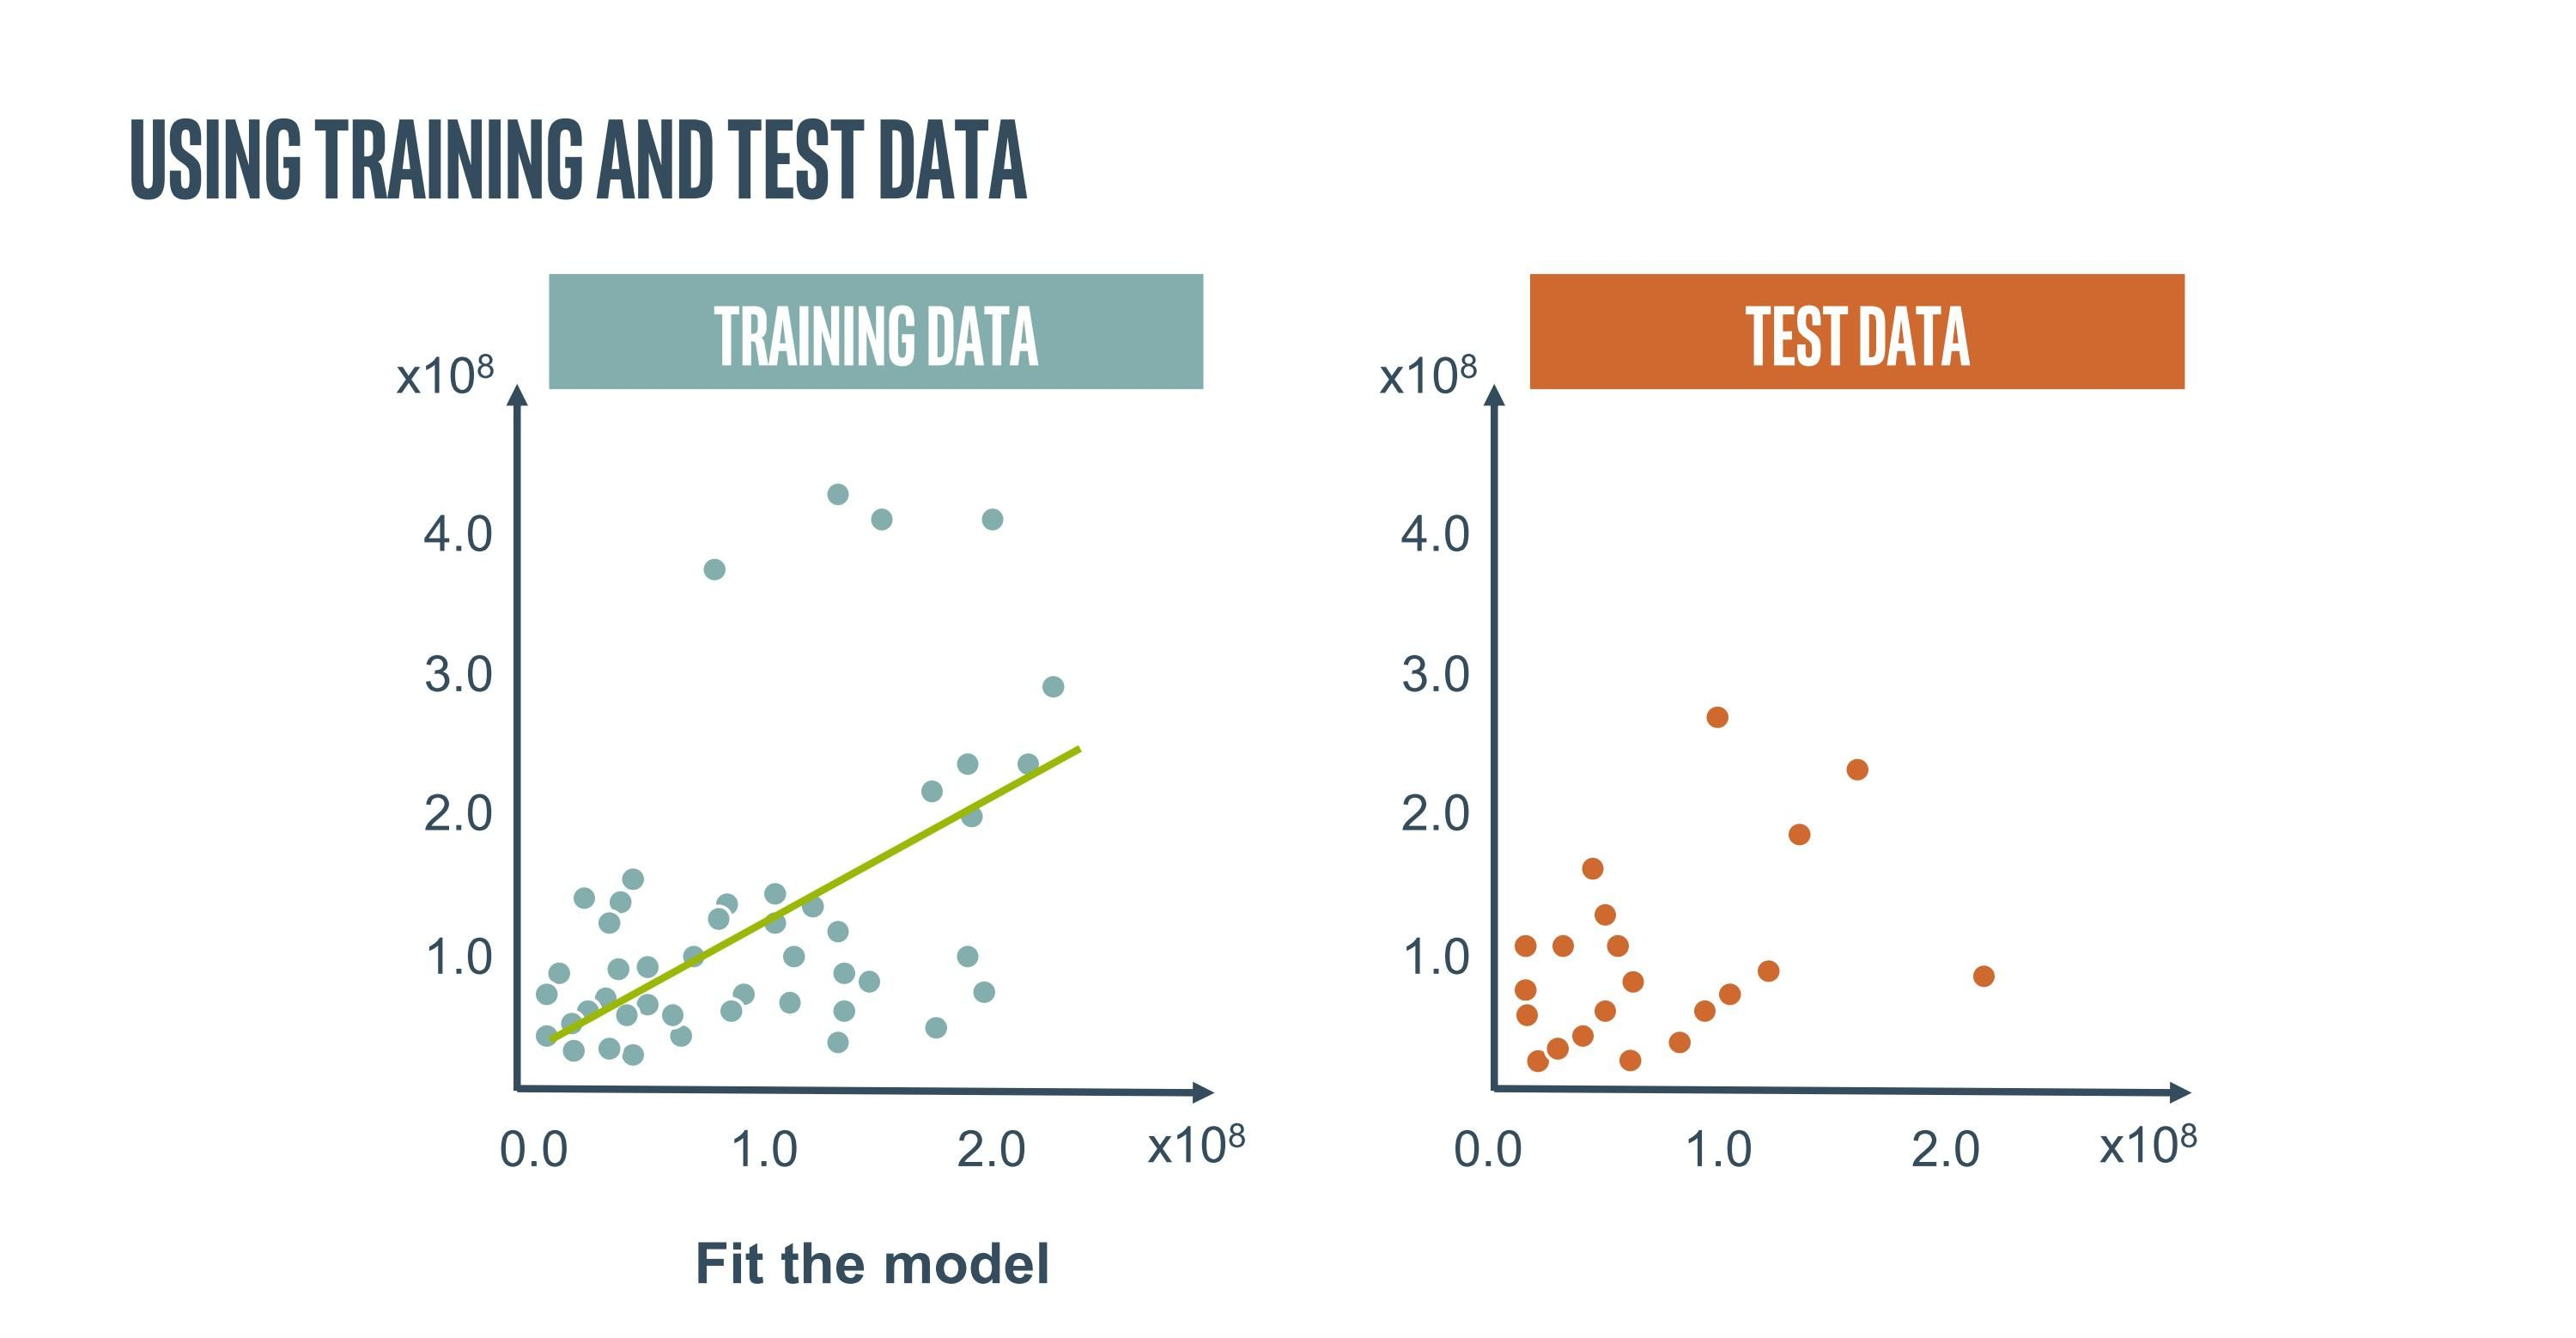 USING TRAINING AND TEST DATA
TRAINING DATA
x10⁸
4.0
3.0
2.0
1.0
0.0 1.0 2.0 x10⁸
Fit the model
TEST DATA
x10⁸
4.0
3.0
2.0
1.0
0.0 1.0 2.0 x10⁸